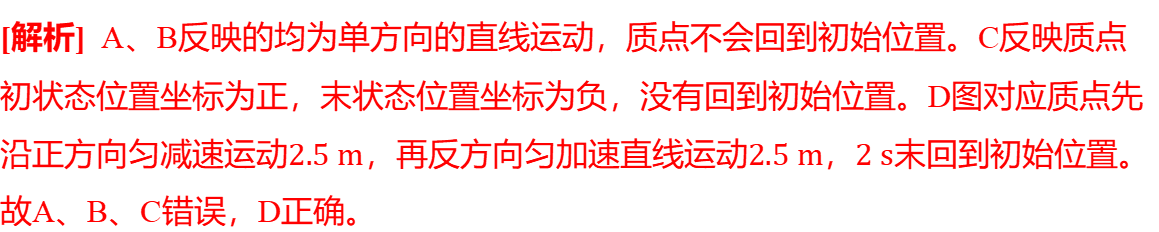 [解析] A、B反映的均为单方向的直线运动，质点不会回到初始位置。C反映质点
初状态位置坐标为正，末状态位置坐标为负，没有回到初始位置。D图对应质点先
沿正方向匀减速运动2.5 m，再反方向匀加速直线运动2.5 m，2 s末回到初始位置。
故A、B、C错误，D正确。